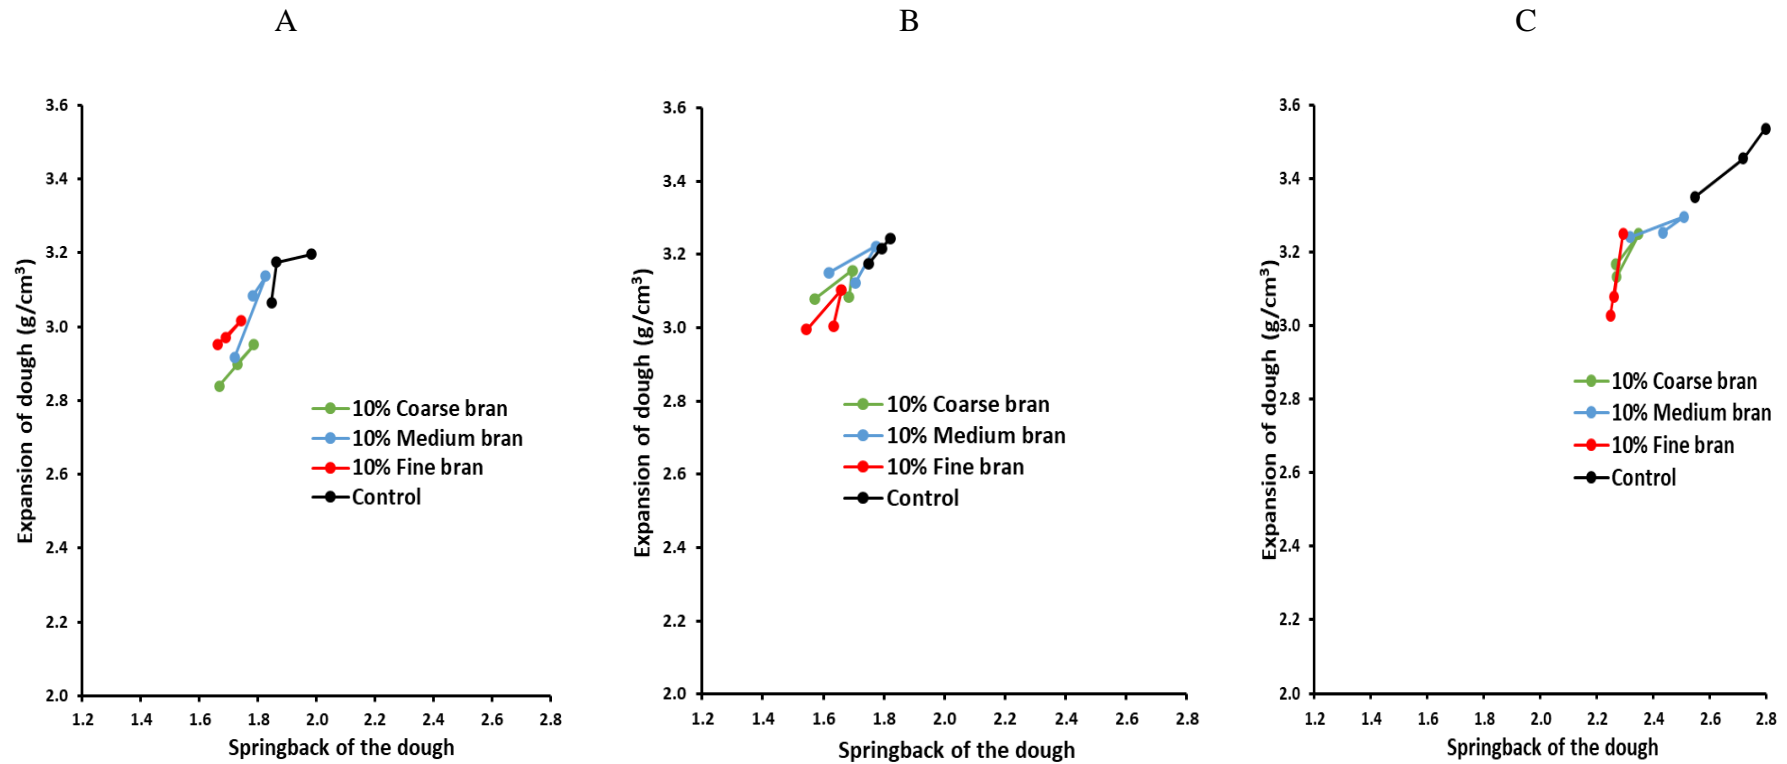 A
B
C
3.6
3.4
3.2
3.0
2.8
2.6
2.4
2.2
2.0
1.2 1.4 1.6 1.8 2.0 2.2 2.4 2.6 2.8
Expansion of dough (g/cm³)
Springback of the dough
10% Coarse bran
10% Medium bran
10% Fine bran
Control
3.6
3.4
3.2
3.0
2.8
2.6
2.4
2.2
2.0
1.2 1.4 1.6 1.8 2.0 2.2 2.4 2.6 2.8
Expansion of dough (g/cm³)
Springback of the dough
10% Coarse bran
10% Medium bran
10% Fine bran
Control
3.6
3.4
3.2
3.0
2.8
2.6
2.4
2.2
2.0
1.2 1.4 1.6 1.8 2.0 2.2 2.4 2.6 2.8
Expansion of dough (g/cm³)
Springback of the dough
10% Coarse bran
10% Medium bran
10% Fine bran
Control